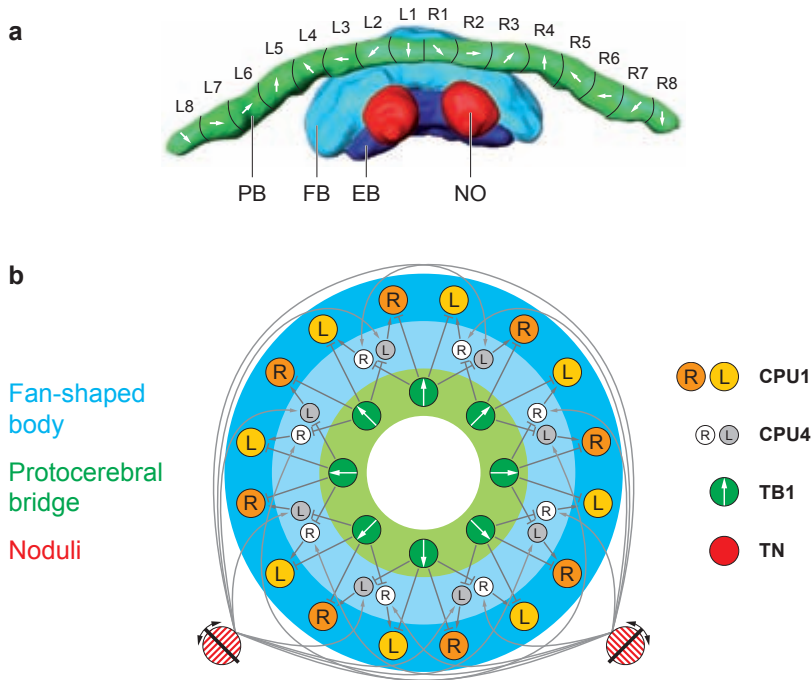 a
L8 L7 L6 L5 L4 L3 L2 L1 R1 R2 R3 R4 R5 R6 R7 R8
PB FB EB NO
b
Fan-shaped
body
Protocerebral
bridge
Noduli
R L
L R
R L R L
R L
L R
L R R L
R L
L R
R L
R L
L R
L R L R
R L
L R
R L CPU1
R L CPU4
TB1
TN